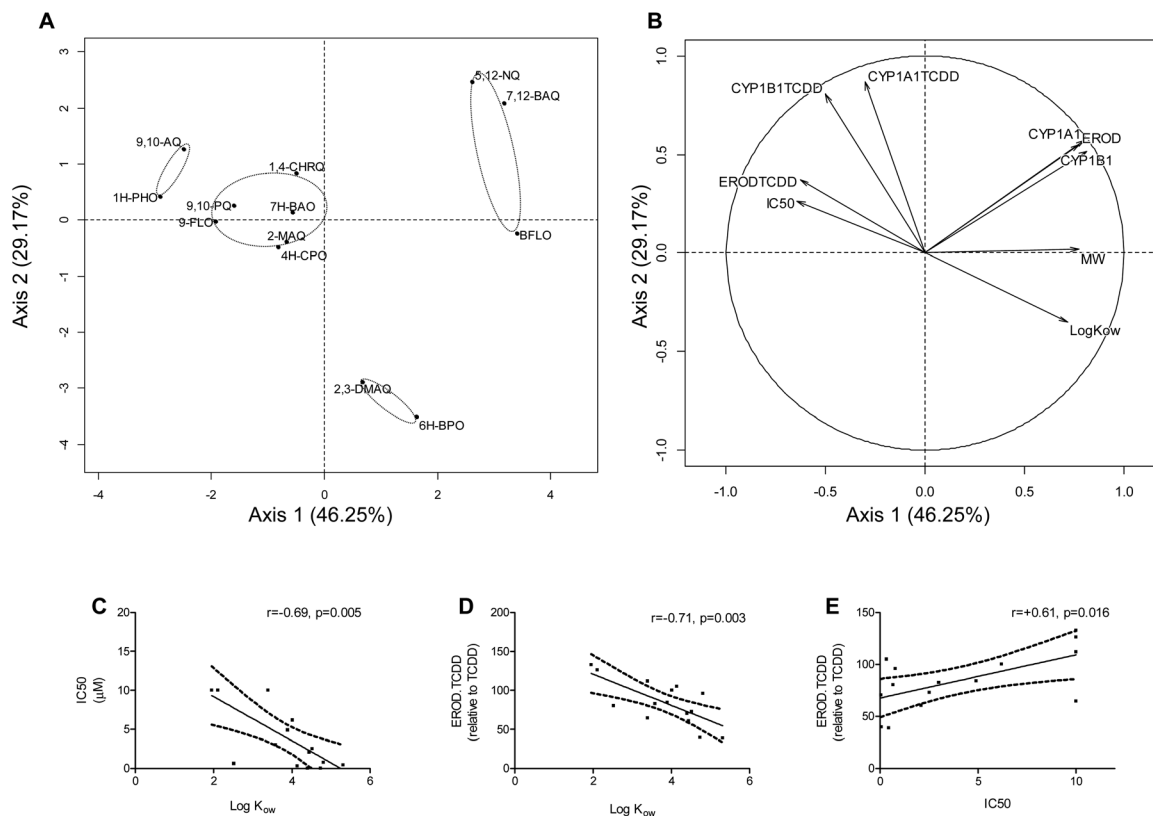 A
3
2
1
0
-1
-2
-3
-4
Axis 2 (29.17%)
5,12-NQ
7,12-BAQ
9,10-AQ
1,4-CHRQ
1H-PHO
9,10-PQ
7H-BAO
9-FLO
2-MAQ
4H-CPO
BFLO
2,3-DMAQ
6H-BPO
-4 -2 0 2 4
Axis 1 (46.25%)
B
1.0
0.5
0.0
-0.5
-1.0
Axis 2 (29.17%)
CYP1A1TCDD
CYP1B1TCDD
CYP1A1
EROD
CYP1B1
ERODTCDD
IC50
MW
LogKow
-1.0 -0.5 0.0 0.5 1.0
Axis 1 (46.25%)
C
r=-0.69, p=0.005
20
15
10
5
0
IC50
(µM)
0 2 4 6
Log Kow
D
r=-0.71, p=0.003
200
150
100
50
0
EROD.TCDD
(relative to TCDD)
0 2 4 6
Log Kow
E
r=+0.61, p=0.016
150
100
50
0
EROD.TCDD
(relative to TCDD)
0 5 10
IC50